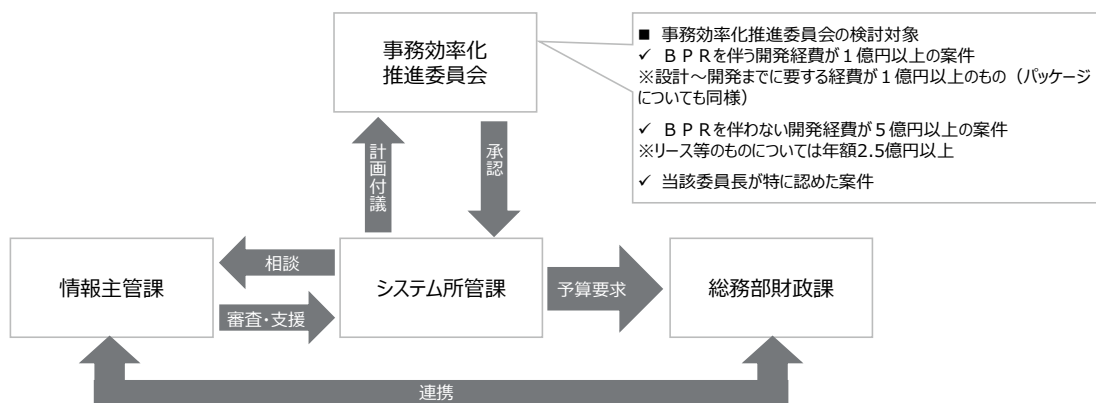 事務効率化
推進委員会
■ 事務効率化推進委員会の検討対象
✓ ＢＰＲを伴う開発経費が１億円以上の案件
※設計～開発までに要する経費が１億円以上のもの（パッケージ
についても同様）
✓ ＢＰＲを伴わない開発経費が５億円以上の案件
※リース等のものについては年額2.5億円以上
✓ 当該委員長が特に認めた案件
計画付議
承認
情報主管課
相談
審査・支援
システム所管課
予算要求
総務部財政課
連携